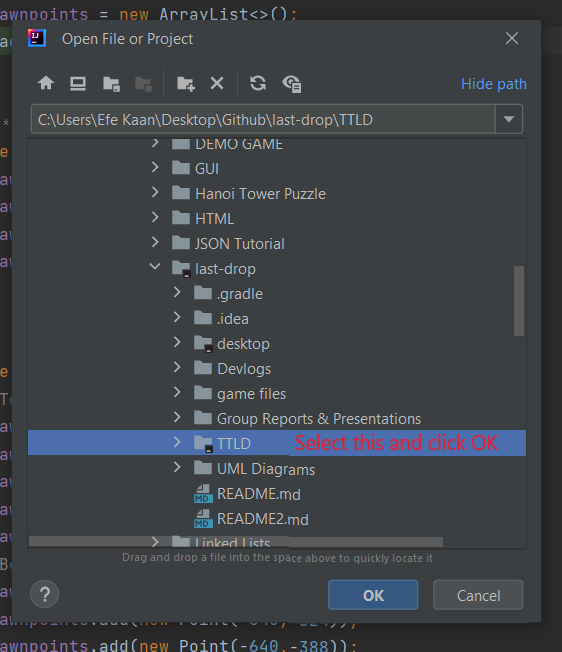 awnpoints = new ArrayList<>();
Open File or Project
Hide path
C:\Users\Efe Kaan\Desktop\Github\last-drop\TTLD
DEMO GAME
GUI
Hanoi Tower Puzzle
HTML
JSON Tutorial
last-drop
.gradle
.idea
desktop
Devlogs
game files
Group Reports & Presentations
TTLD Select this and click OK
UML Diagrams
README.md
README2.md
Linked Lists
Drag and drop a file into the space above to quickly locate it
? OK Cancel
awnpoints.add(new Point(-640,-388));